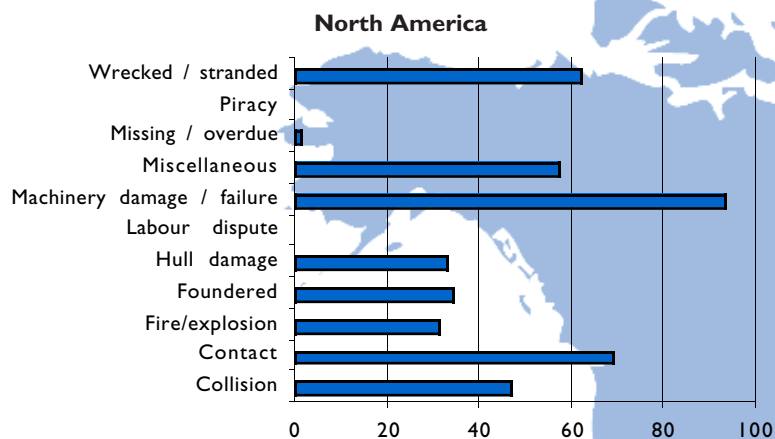 North America
Wrecked / stranded
Piracy
Missing / overdue
Miscellaneous
Machinery damage / failure
Labour dispute
Hull damage
Foundered
Fire/explosion
Contact
Collision
0 20 40 60 80 100